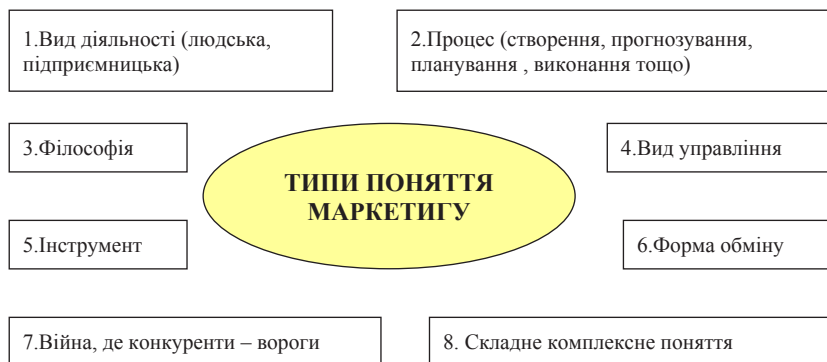 1.Вид діяльності (людська,
підприємницька)
2.Процес (створення, прогнозування,
планування , виконання тощо)
3.Філософія
4.Вид управління
ТИПИ ПОНЯТТЯ
МАРКЕТИГУ
5.Інструмент
6.Форма обміну
7.Війна, де конкуренти – вороги
8. Складне комплексне поняття